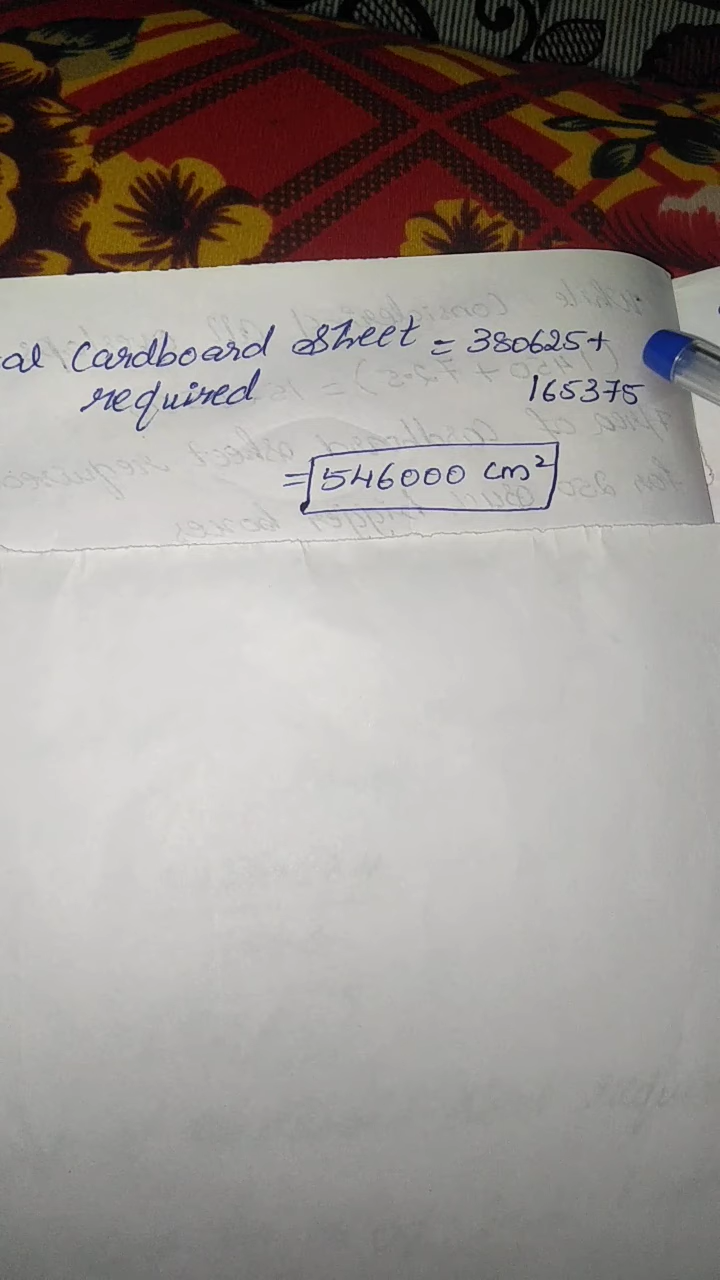 al Cardboard Sheet = 380625+
required 165375
= 546000 cm²